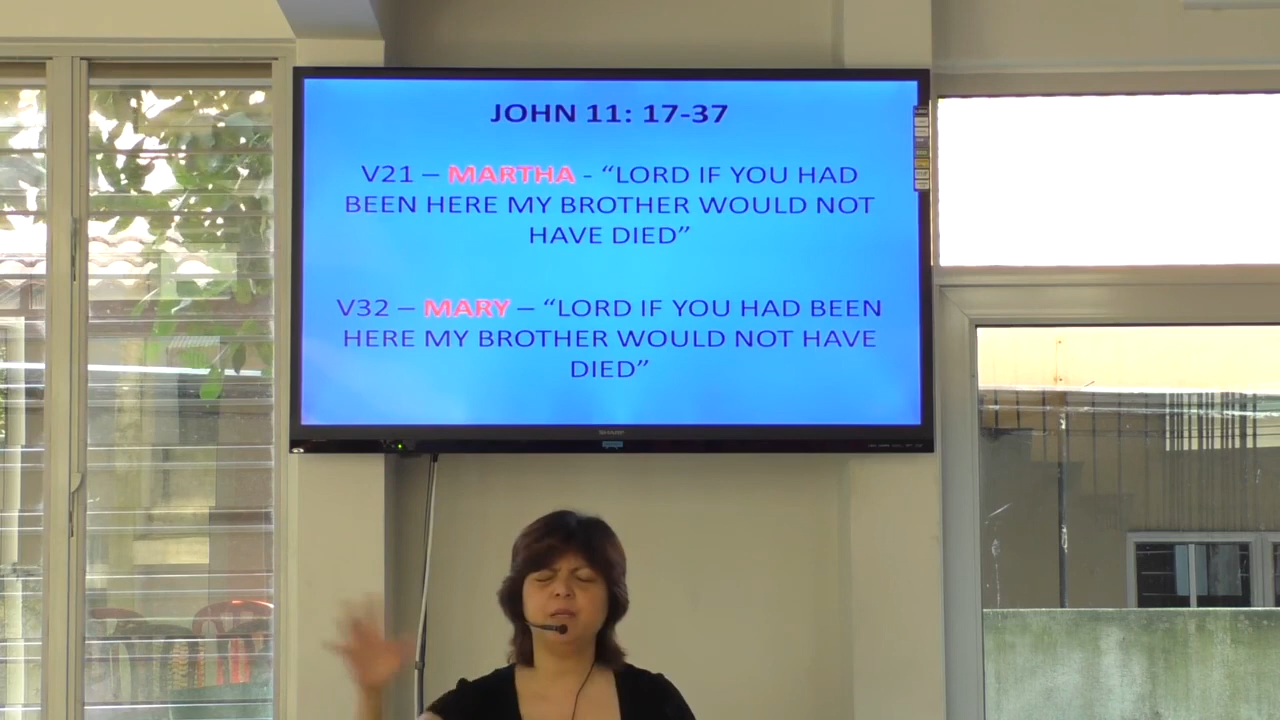 JOHN 11: 17-37
V21 – MARTHA - “LORD IF YOU HAD
BEEN HERE MY BROTHER WOULD NOT
HAVE DIED”
V32 – MARY – “LORD IF YOU HAD BEEN
HERE MY BROTHER WOULD NOT HAVE
DIED”
SHARP